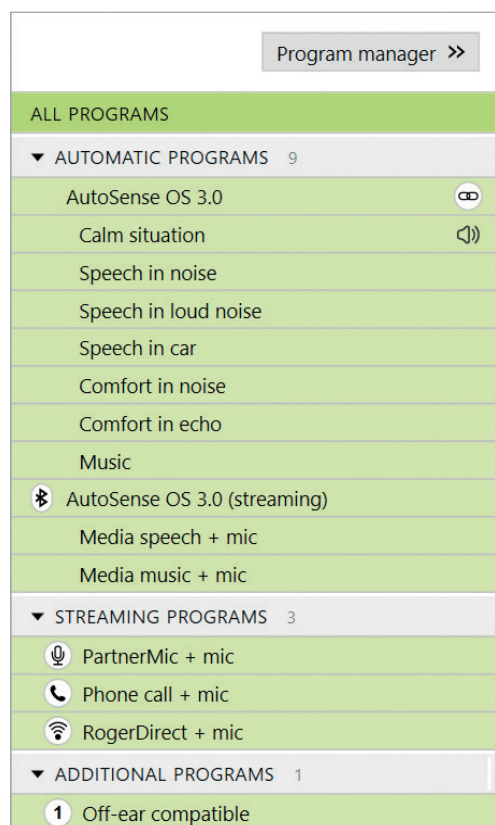 Program manager »
ALL PROGRAMS
AUTOMATIC PROGRAMS 9
AutoSense OS 3.0
Calm situation
Speech in noise
Speech in loud noise
Speech in car
Comfort in noise
Comfort in echo
Music
AutoSense OS 3.0 (streaming)
Media speech + mic
Media music + mic
STREAMING PROGRAMS 3
PartnerMic + mic
Phone call + mic
RogerDirect + mic
ADDITIONAL PROGRAMS 1
1 Off-ear compatible